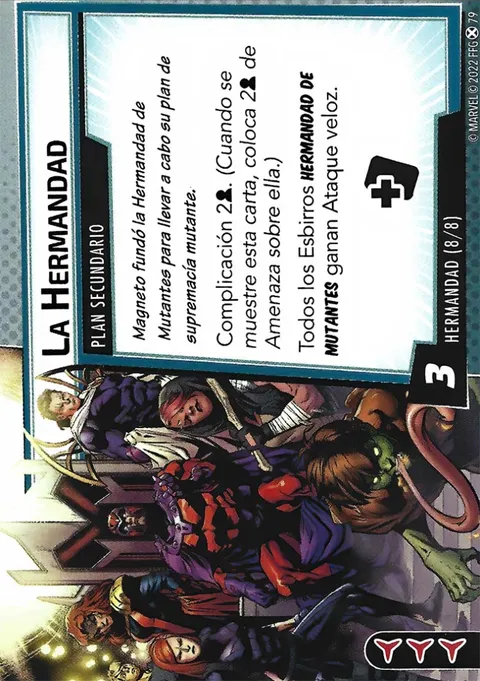 LA HERMANDAD
PLAN SECUNDARIO
Magneto fundó la Hermandad de
Mutantes para llevar a cabo su plan de
supremacía mutante.
Complicación 2. (Cuando se
muestre esta carta, coloca 2 de
Amenaza sobre ella.)
Todos los Esbirros HERMANDAD DE
MUTANTES ganan Ataque veloz.
3
HERMANDAD (8/8)
© MARVEL © 2022 FFG 79